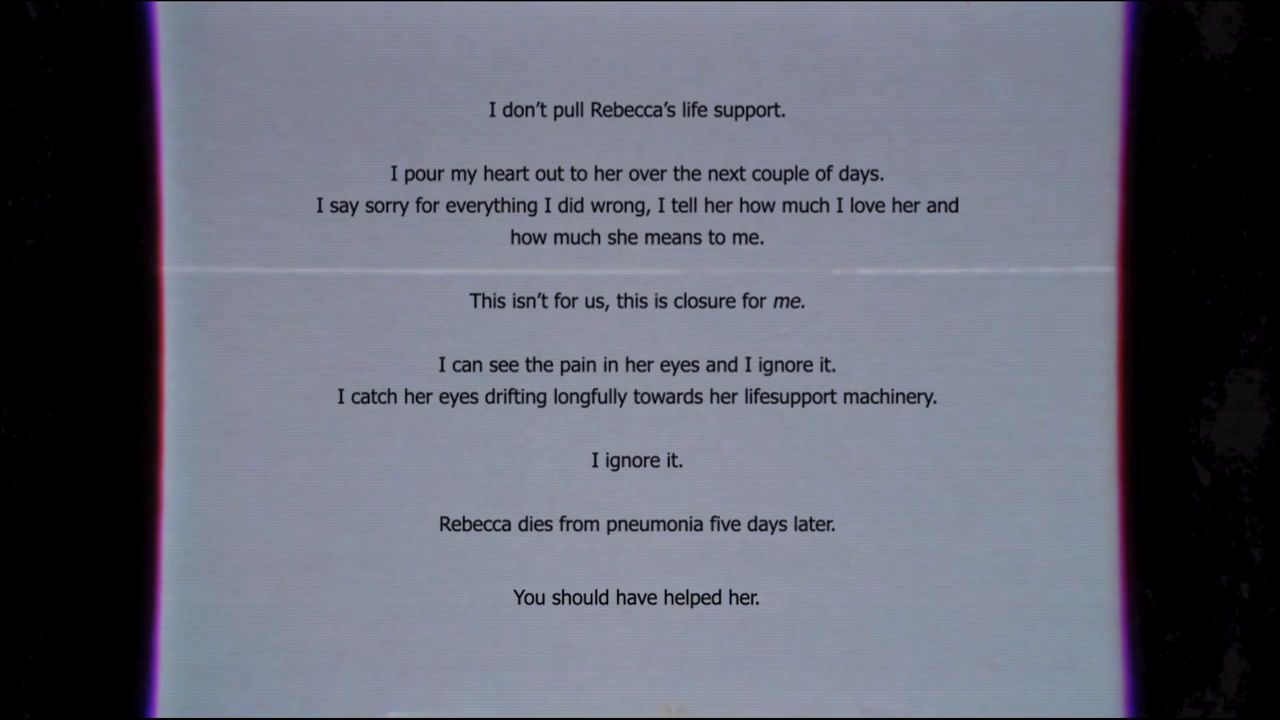 I don't pull Rebecca's life support.
I pour my heart out to her over the next couple of days.
I say sorry for everything I did wrong, I tell her how much I love her and
how much she means to me.
This isn't for us, this is closure for me.
I can see the pain in her eyes and I ignore it.
I catch her eyes drifting longfully towards her lifesupport machinery.
I ignore it.
Rebecca dies from pneumonia five days later.
You should have helped her.